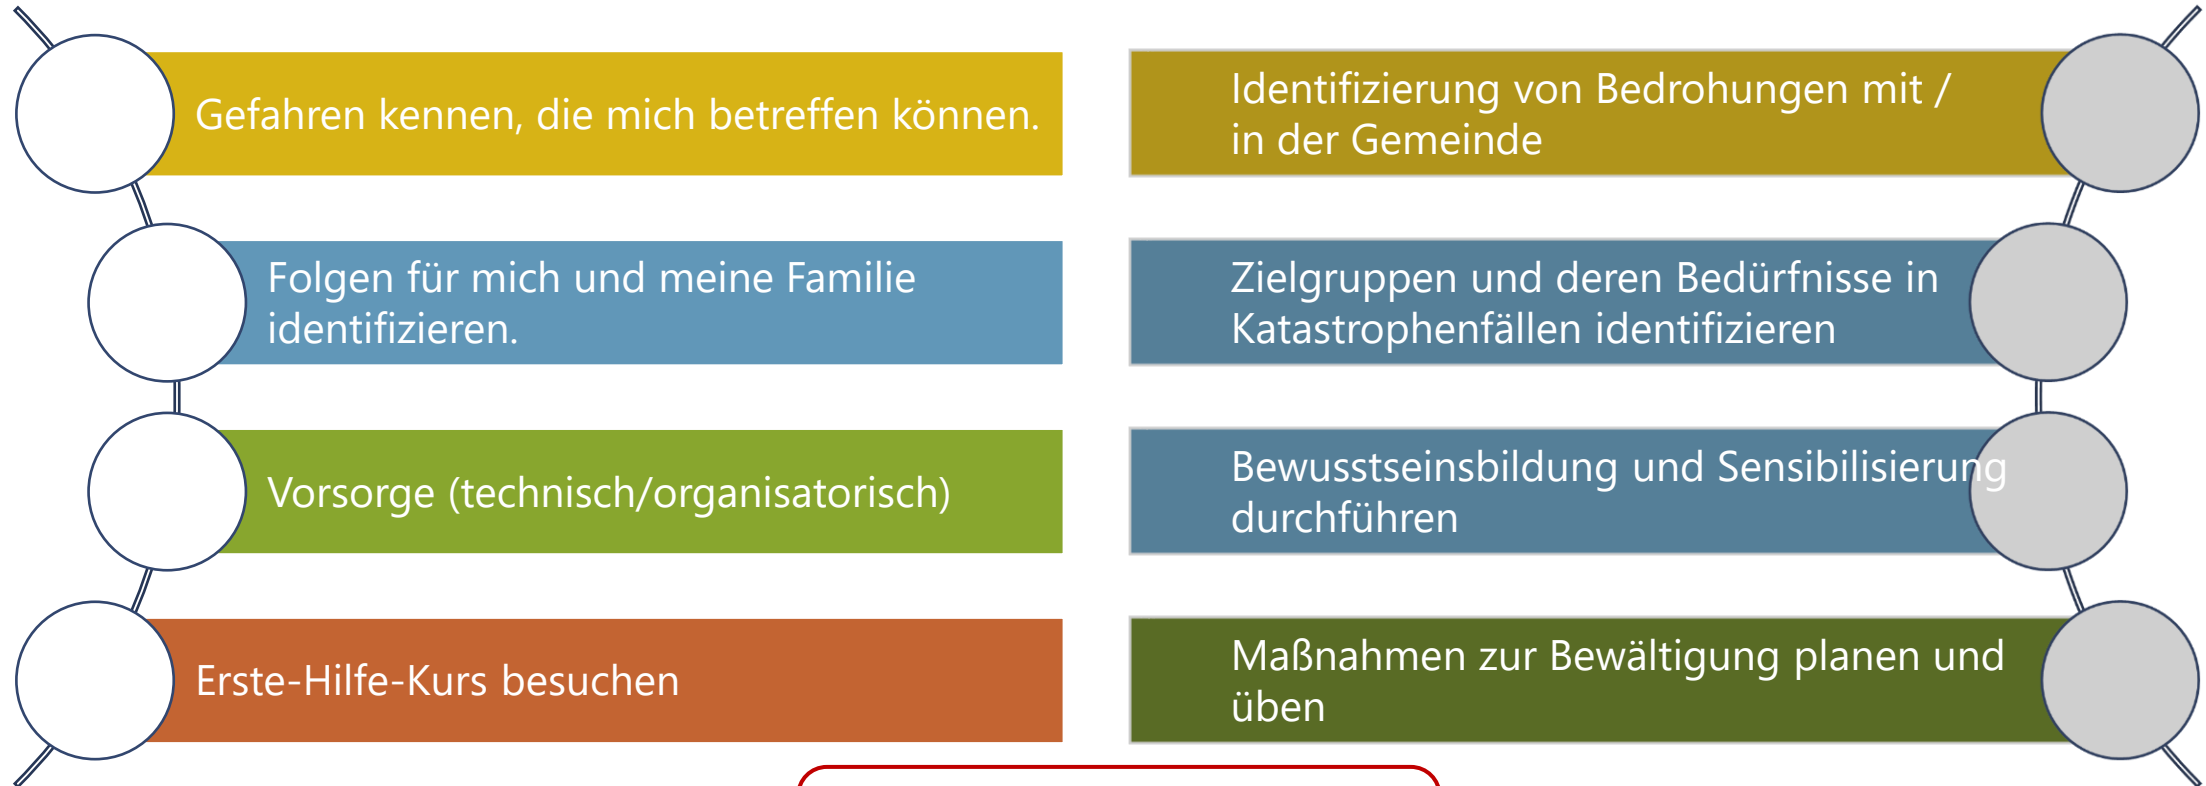 Gefahren kennen, die mich betreffen können.
Folgen für mich und meine Familie
identifizieren.
Vorsorge (technisch/organisatorisch)
Erste-Hilfe-Kurs besuchen
Identifizierung von Bedrohungen mit /
in der Gemeinde
Zielgruppen und deren Bedürfnisse in
Katastrophenfällen identifizieren
Bewusstseinsbildung und Sensibilisierung
durchführen
Maßnahmen zur Bewältigung planen und
üben